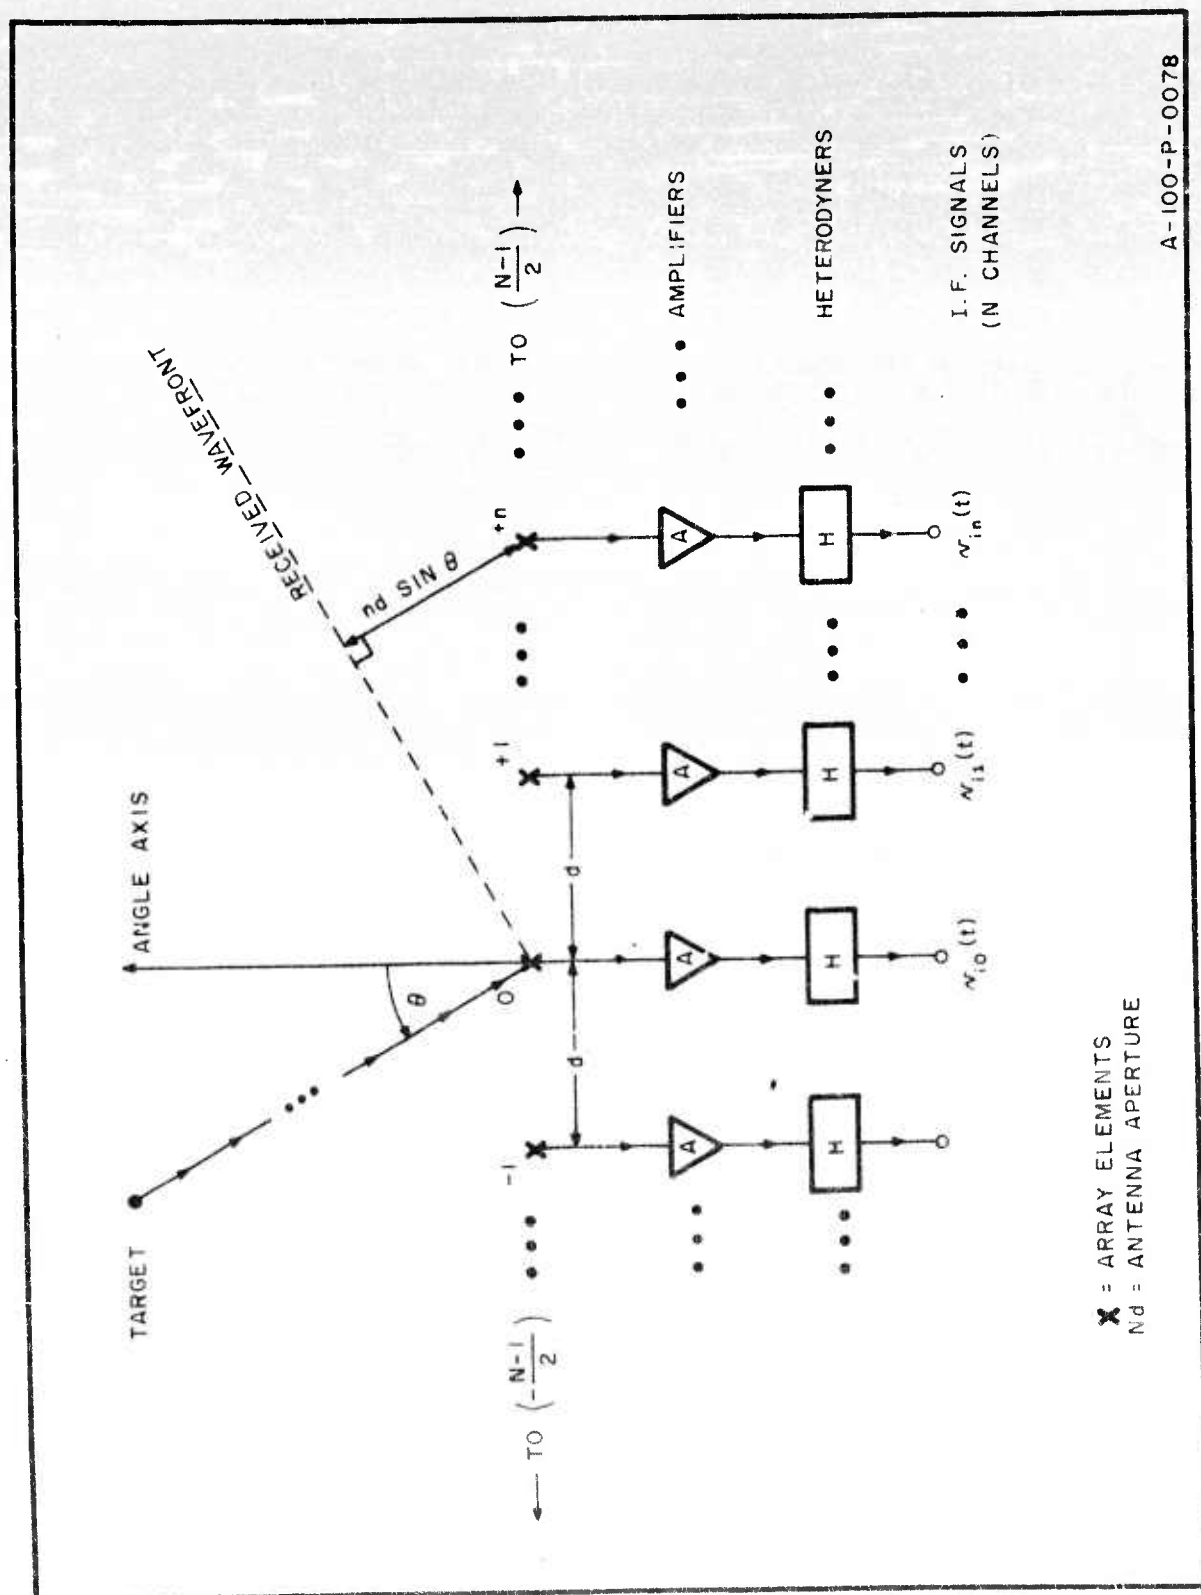 TARGET
ANGLE AXIS
RECEIVED WAVEFRONT
θ
nd SIN θ
← TO (-N-1/2)
-1
0
+1
+n
TO (N-1/2) →
d
d
A
A
A
A
AMPLIFIERS
H
H
H
H
HETERODYNERS
v_i0(t)
v_i1(t)
v_in(t)
I.F. SIGNALS
(N CHANNELS)
X = ARRAY ELEMENTS
Nd = ANTENNA APERTURE
A-100-P-0078